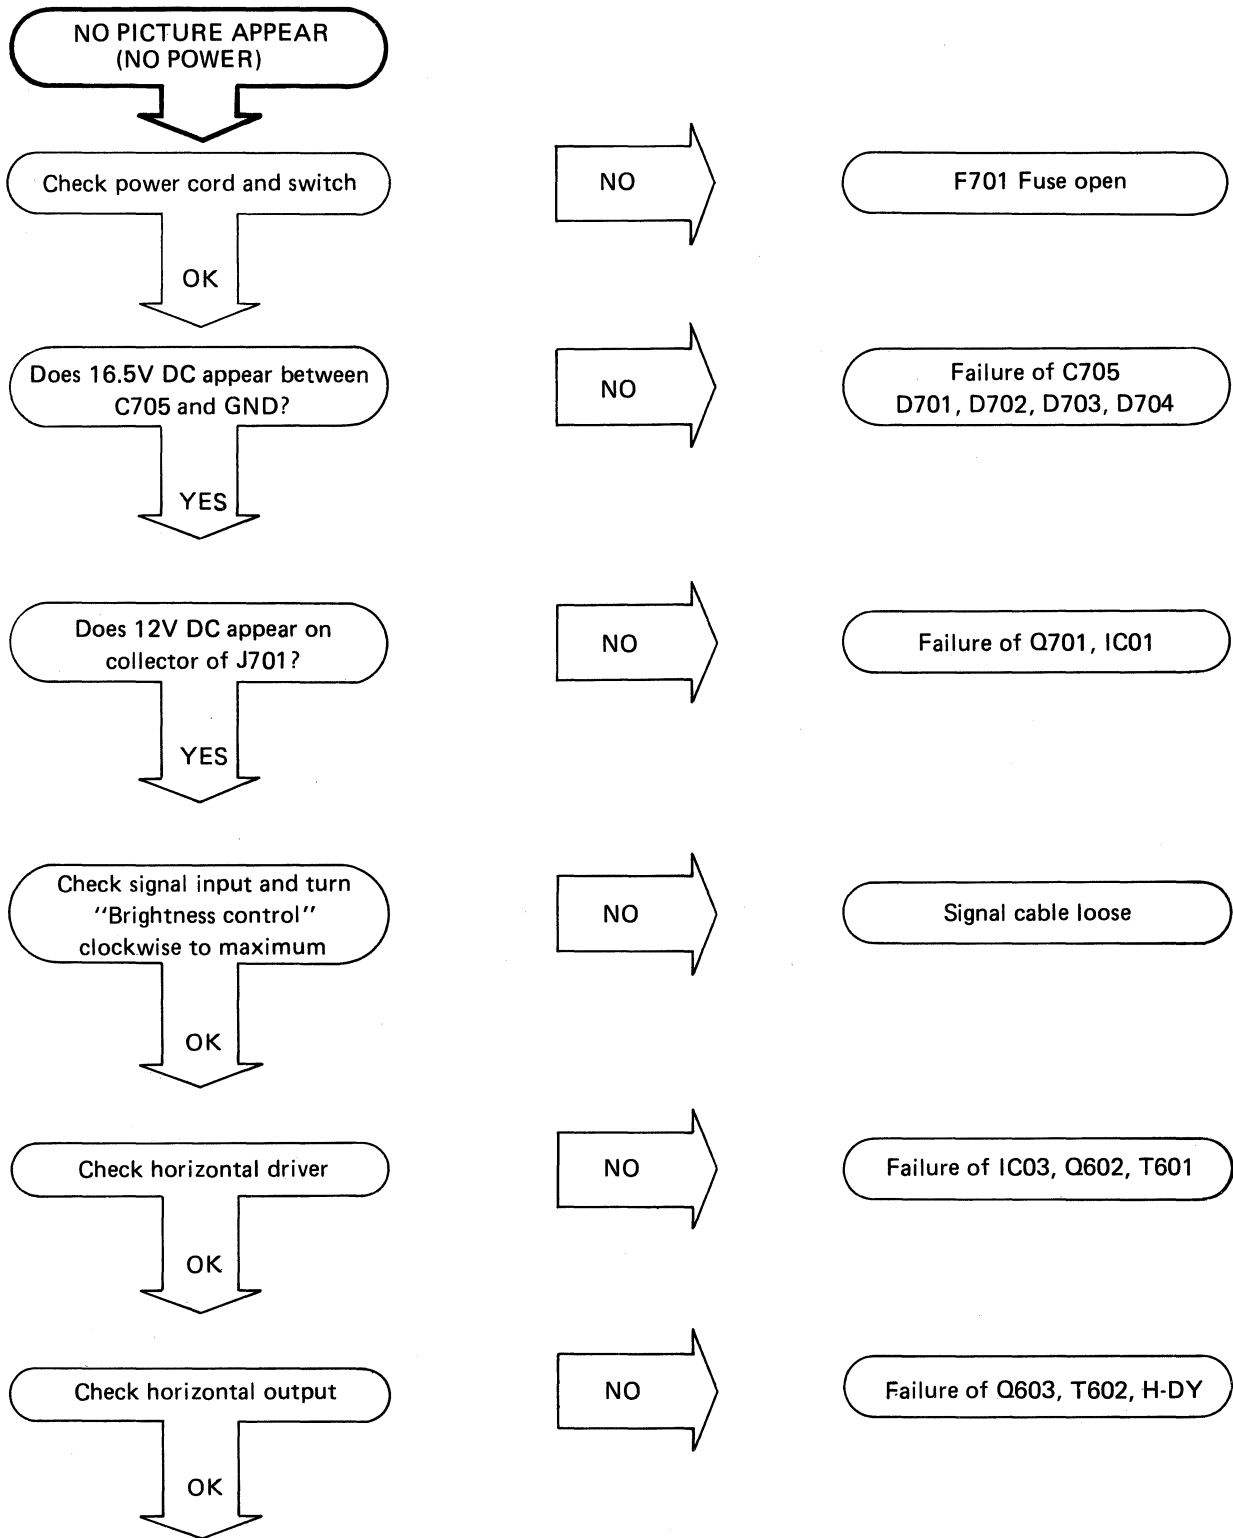 NO PICTURE APPEAR
(NO POWER)
Check power cord and switch
NO
F701 Fuse open
OK
Does 16.5V DC appear between
C705 and GND?
NO
Failure of C705
D701, D702, D703, D704
YES
Does 12V DC appear on
collector of J701?
NO
Failure of Q701, IC01
YES
Check signal input and turn
"Brightness control"
clockwise to maximum
NO
Signal cable loose
OK
Check horizontal driver
NO
Failure of IC03, Q602, T601
OK
Check horizontal output
NO
Failure of Q603, T602, H-DY
OK